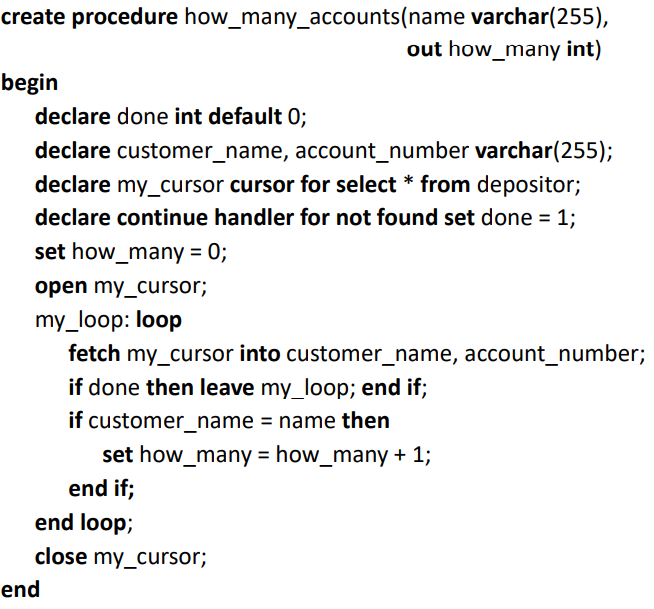 create procedure how_many_accounts(name varchar(255),
out how_many int)
begin
declare done int default 0;
declare customer_name, account_number varchar(255);
declare my_cursor cursor for select * from depositor;
declare continue handler for not found set done = 1;
set how_many = 0;
open my_cursor;
my_loop: loop
fetch my_cursor into customer_name, account_number;
if done then leave my_loop; end if;
if customer_name = name then
set how_many = how_many + 1;
end if;
end loop;
close my_cursor;
end